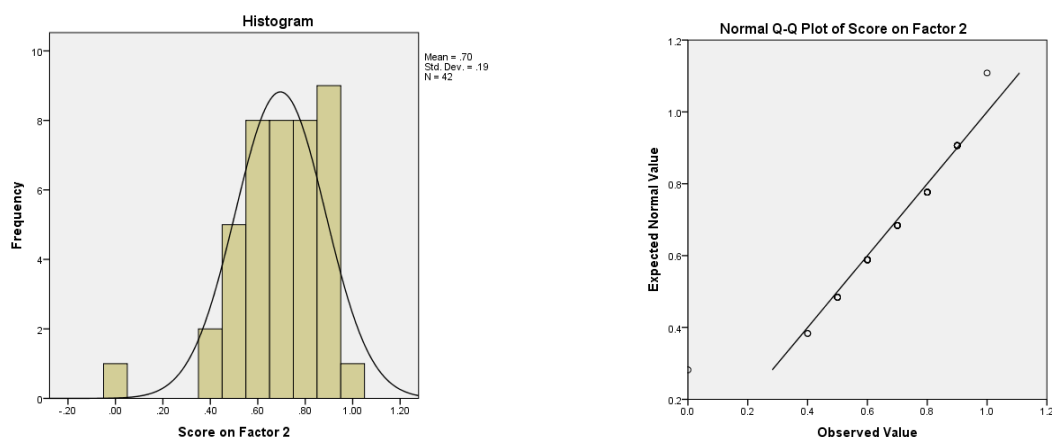 Histogram
Mean = .70
Std. Dev. = .19
N = 42
10
8
6
4
2
0
Frequency
-.20 .00 .20 .40 .60 .80 1.00 1.20
Score on Factor 2
Normal Q-Q Plot of Score on Factor 2
1.2
1.0
0.8
0.6
0.4
0.2
Expected Normal Value
0.0 0.2 0.4 0.6 0.8 1.0 1.2
Observed Value